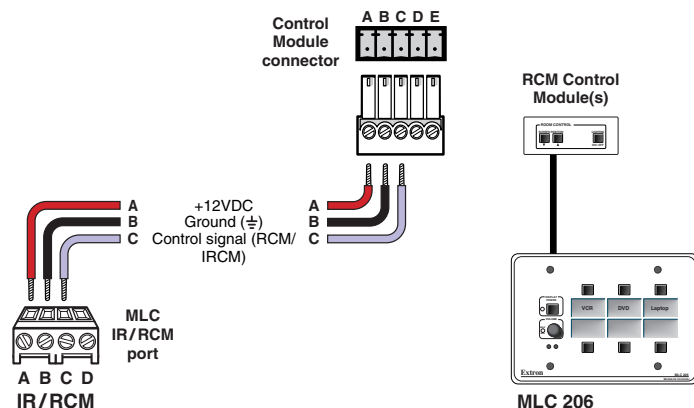 Control
Module
connector
A B C D E
RCM Control
Module(s)
ROOM CONTROL
A +12VDC A
B Ground (⏚) B
C Control signal (RCM/ C
IRCM)
MLC
IR/RCM
port
A B C D
IR/RCM
VCR DVD Laptop
Extron
MLC 206
MLC 206